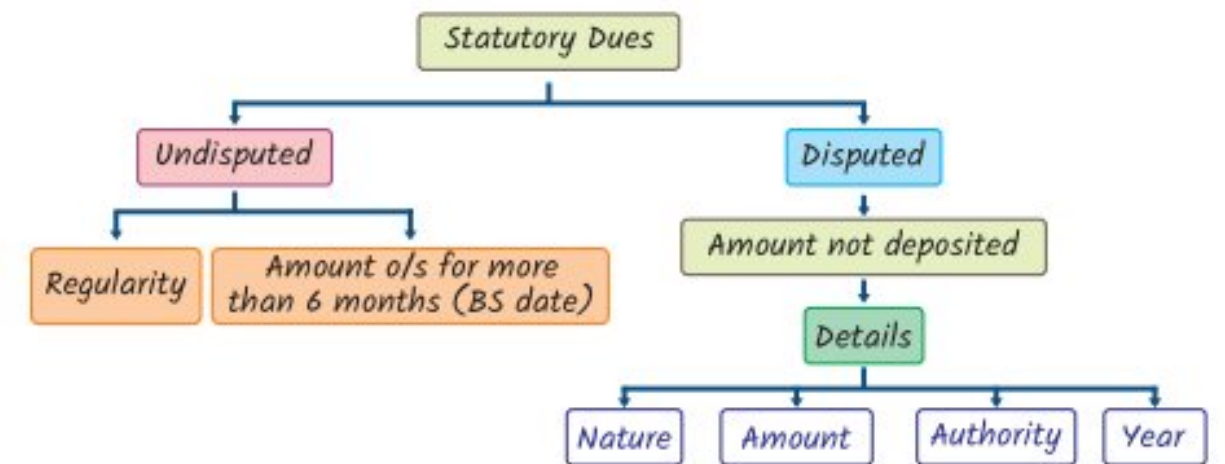 Statutory Dues
Undisputed
Disputed
Regularity
Amount o/s for more
than 6 months (BS date)
Amount not deposited
Details
Nature
Amount
Authority
Year